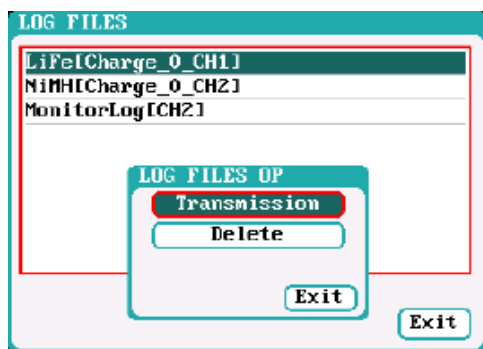 LOG FILES
LiFe[Charge_0_CH1]
NiMH[Charge_0_CH2]
MonitorLog[CH2]
LOG FILES OP
Transmission
Delete
Exit
Exit